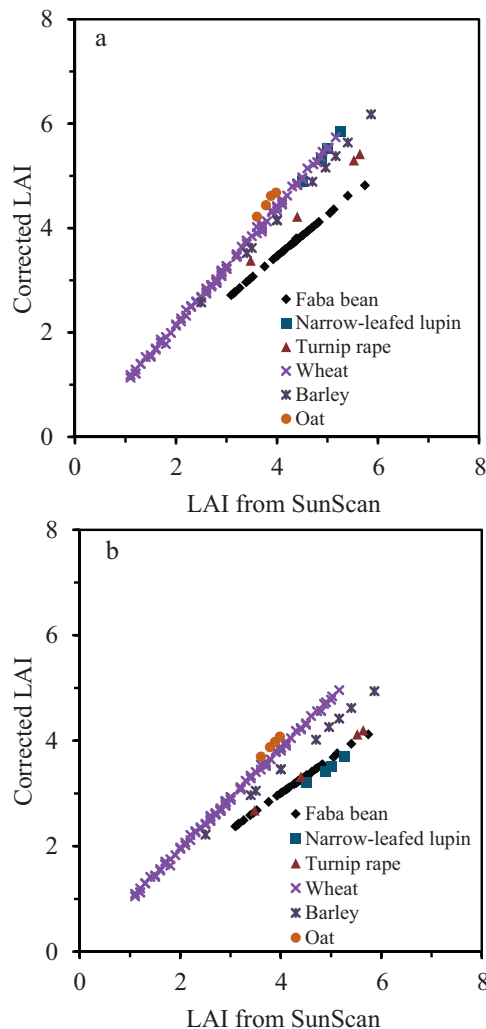 8
a
6
Corrected LAI
4
Faba bean
Narrow-leafed lupin
Turnip rape
2
Wheat
Barley
Oat
0
0 2 4 6 8
LAI from SunScan
8
b
6
Corrected LAI
4
Faba bean
Narrow-leafed lupin
2
Turnip rape
Wheat
Barley
Oat
0
0 2 4 6 8
LAI from SunScan